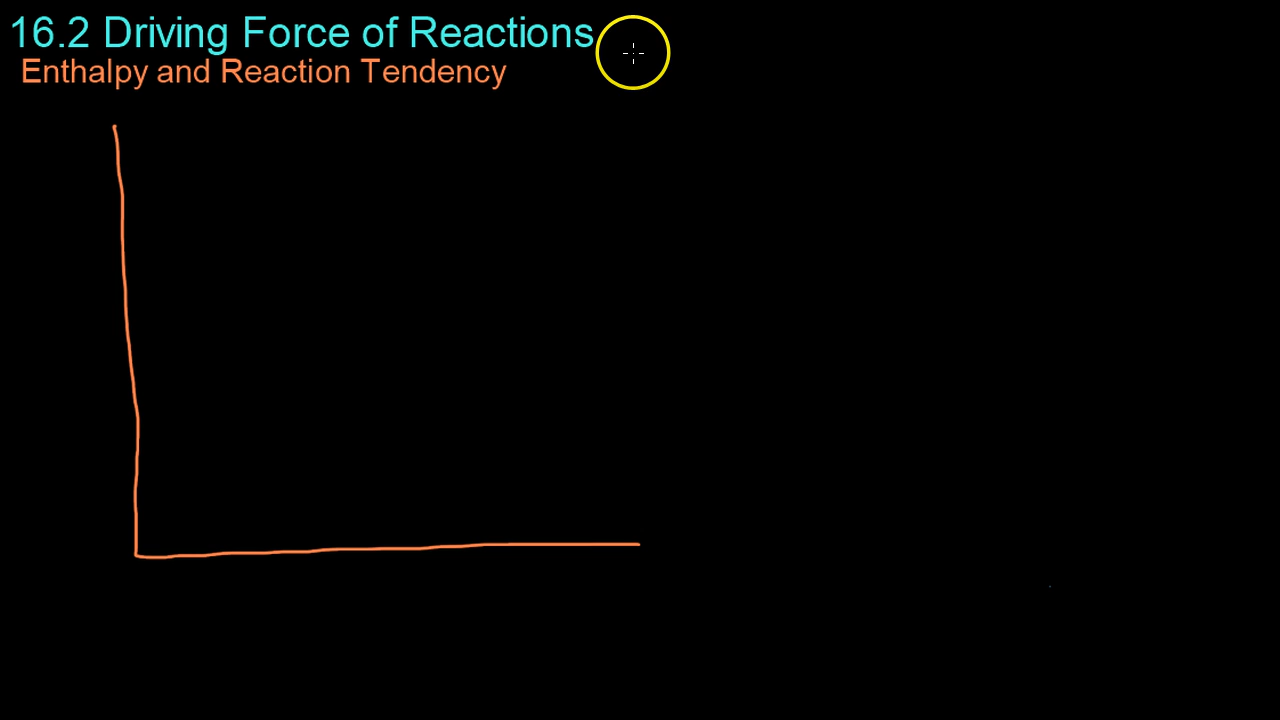 16.2 Driving Force of Reactions
Enthalpy and Reaction Tendency